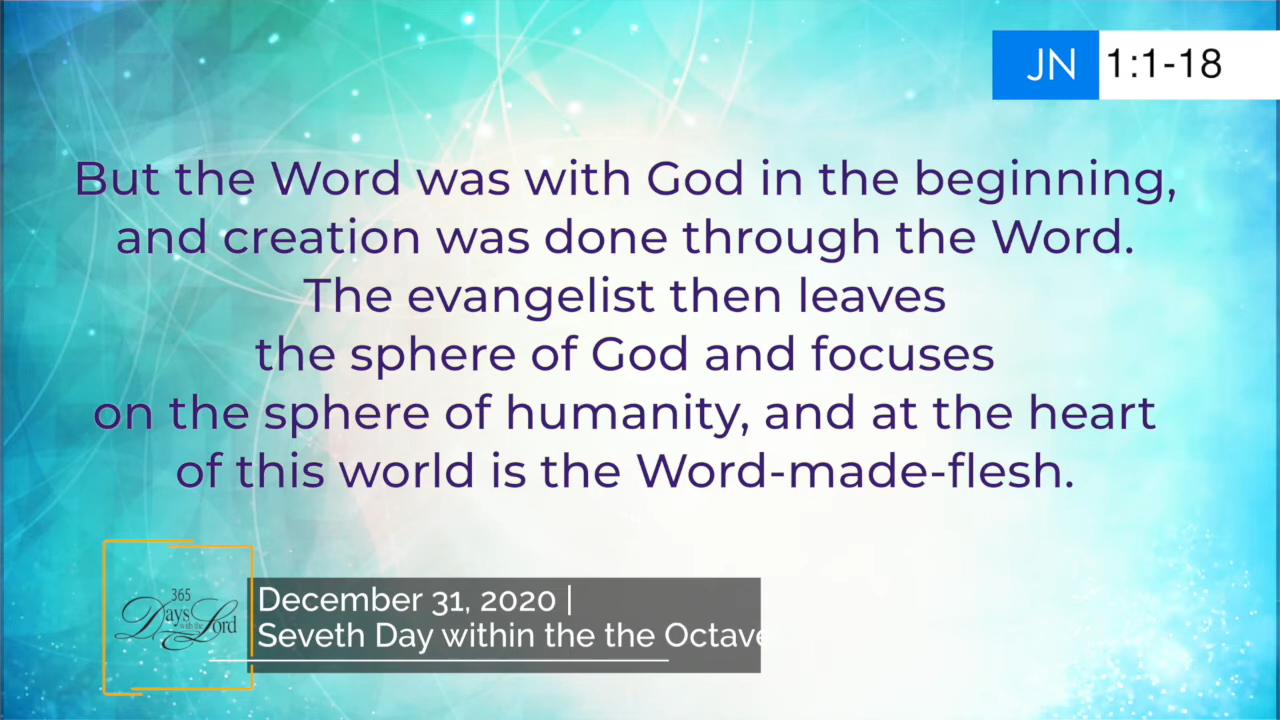 JN 1:1-18
But the Word was with God in the beginning,
and creation was done through the Word.
The evangelist then leaves
the sphere of God and focuses
on the sphere of humanity, and at the heart
of this world is the Word-made-flesh.
365
Days
with the
Lord
December 31, 2020 |
Seveth Day within the the Octave